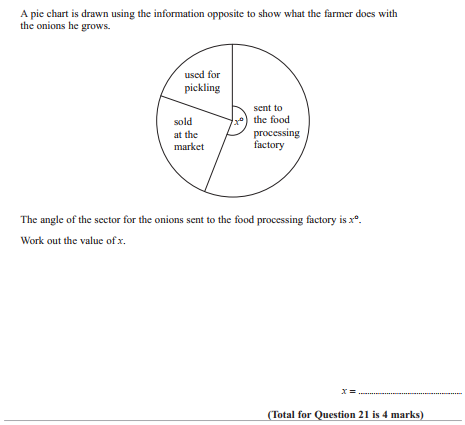 A pie chart is drawn using the information opposite to show what the farmer does with
the onions he grows.
used for
pickling
sent to
the food
processing
factory
x°
sold
at the
market
The angle of the sector for the onions sent to the food processing factory is x°.
Work out the value of x.
x = ................................................
(Total for Question 21 is 4 marks)